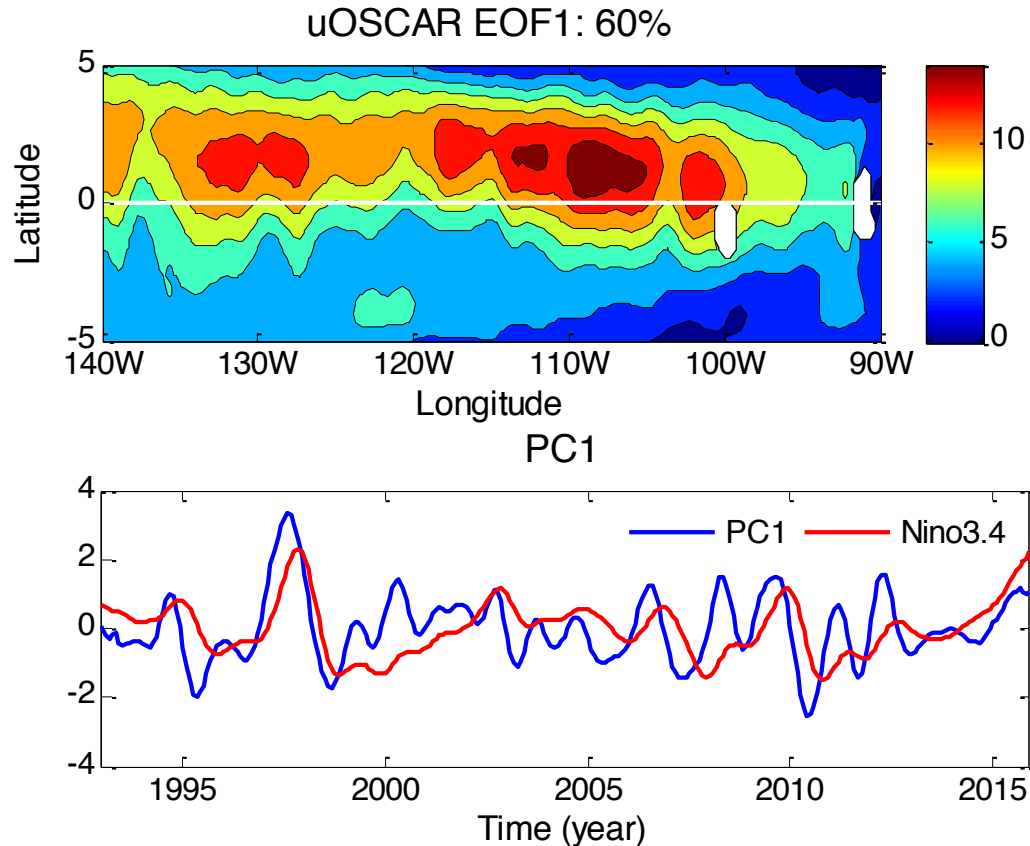 uOSCAR EOF1: 60%
5
0
-5
Latitude
140W 130W 120W 110W 100W 90W
Longitude
10
5
0
PC1
4
2
0
-2
-4
PC1 Nino3.4
1995 2000 2005 2010 2015
Time (year)